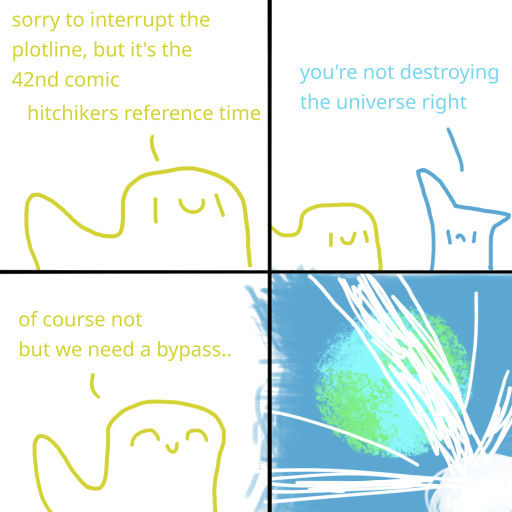 sorry to interrupt the
plotline, but it's the
42nd comic
hitchikers reference time
you're not destroying
the universe right
of course not
but we need a bypass..